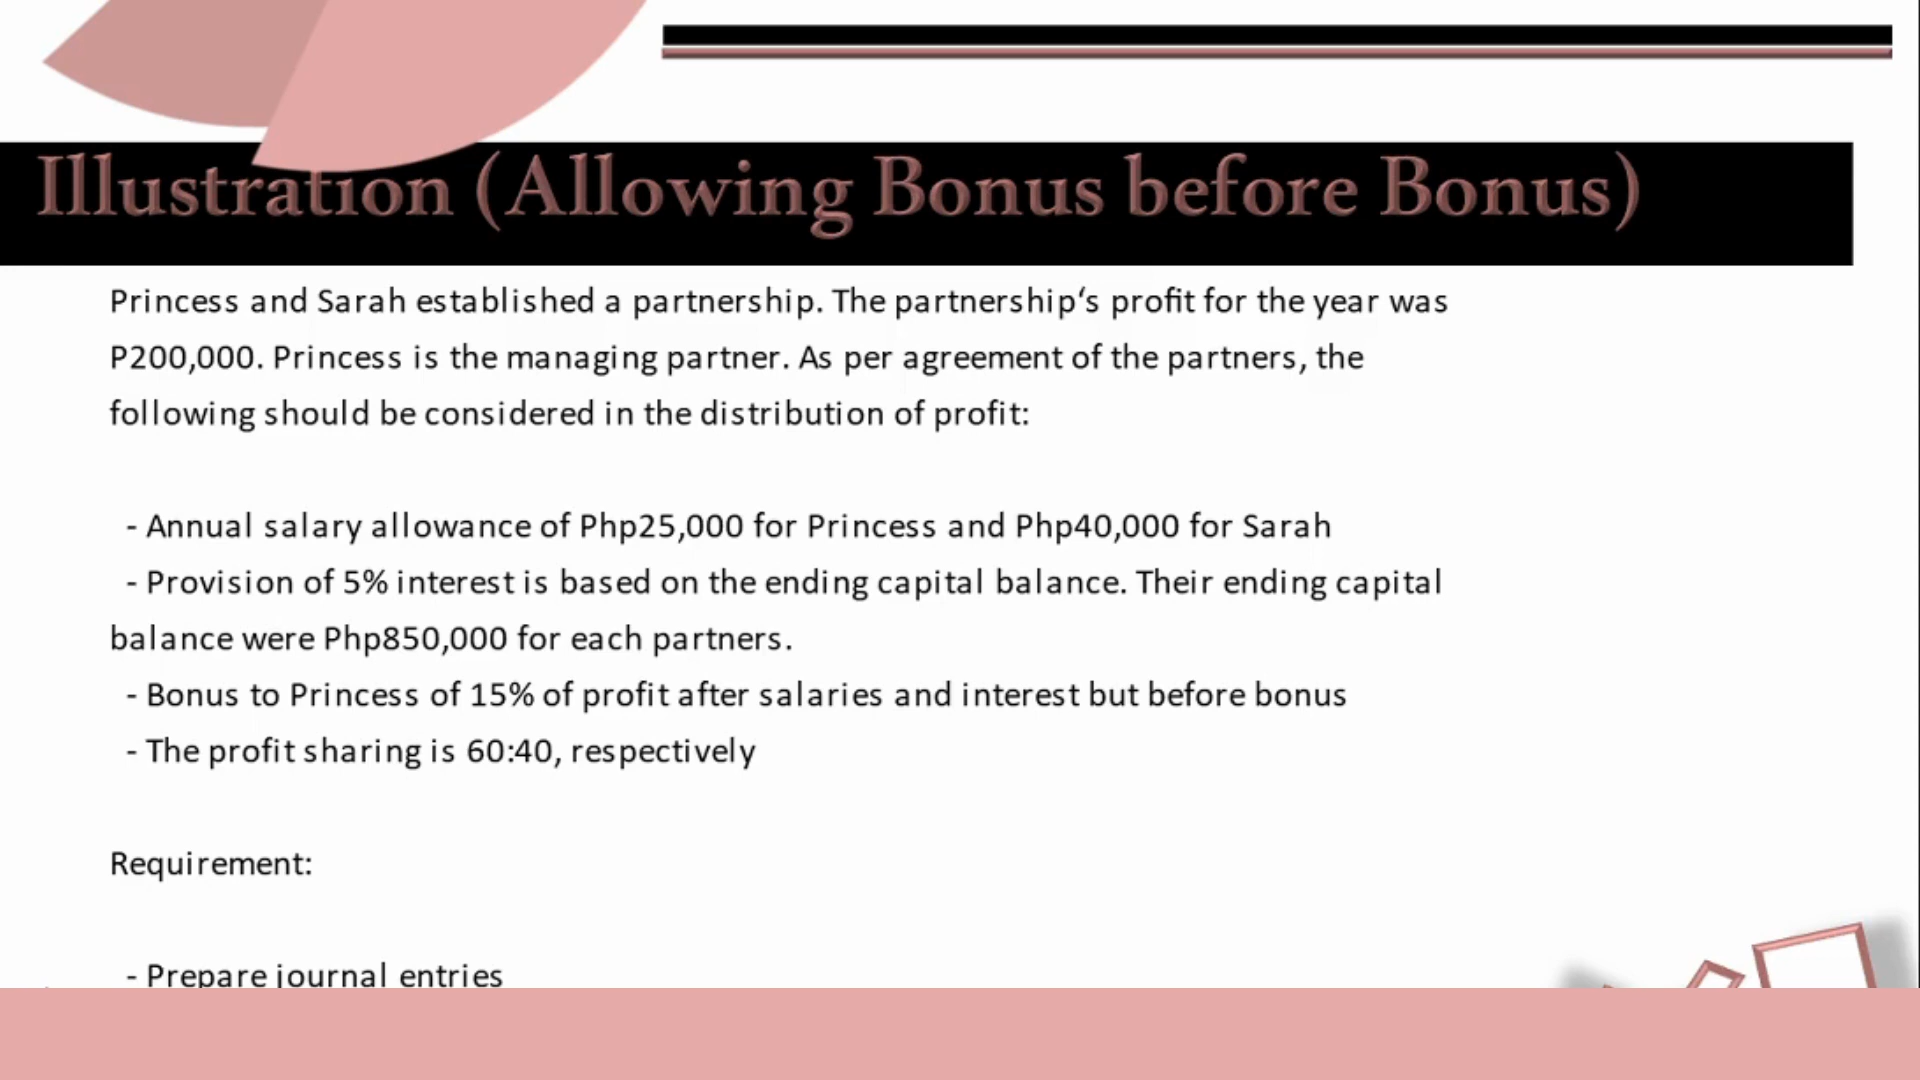 Illustration (Allowing Bonus before Bonus)
Princess and Sarah established a partnership. The partnership‘s profit for the year was
P200,000. Princess is the managing partner. As per agreement of the partners, the
following should be considered in the distribution of profit:
- Annual salary allowance of Php25,000 for Princess and Php40,000 for Sarah
- Provision of 5% interest is based on the ending capital balance. Their ending capital
balance were Php850,000 for each partners.
- Bonus to Princess of 15% of profit after salaries and interest but before bonus
- The profit sharing is 60:40, respectively
Requirement:
- Prepare journal entries